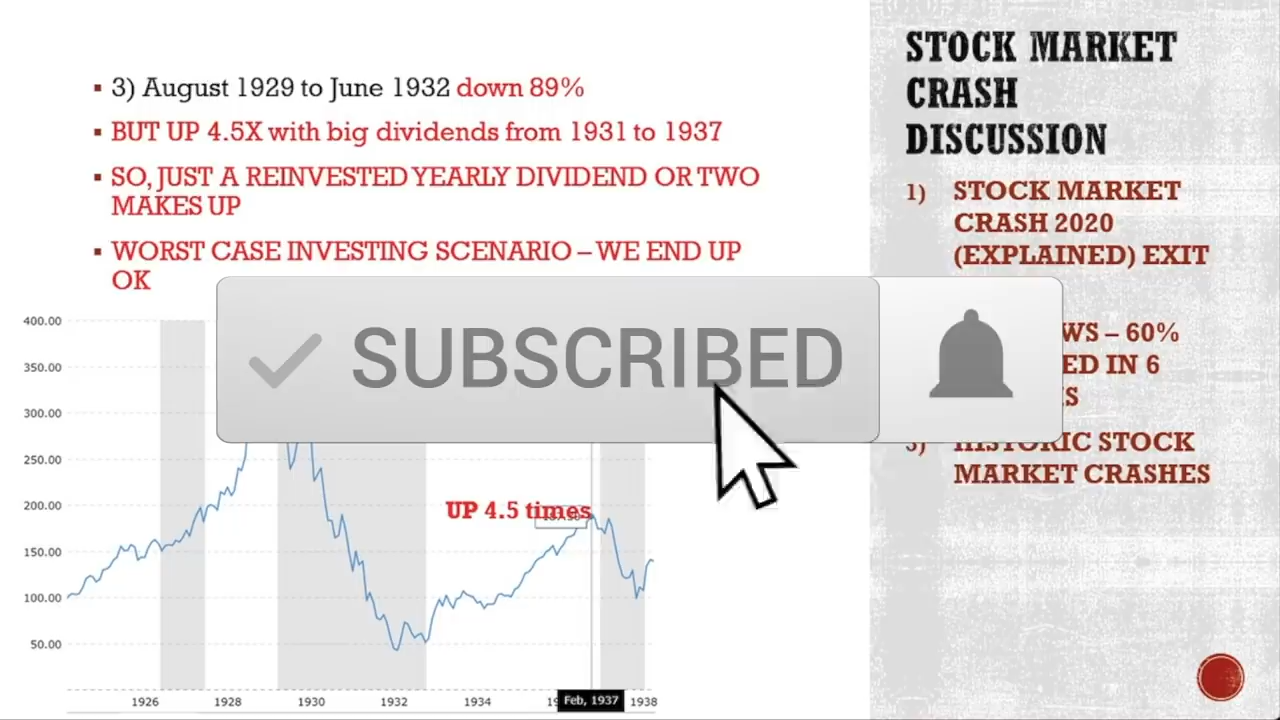 3) August 1929 to June 1932 down 89%
BUT UP 4.5X with big dividends from 1931 to 1937
SO, JUST A REINVESTED YEARLY DIVIDEND OR TWO
MAKES UP
WORST CASE INVESTING SCENARIO – WE END UP
OK
400.00
350.00
300.00
250.00
200.00
150.00
100.00
50.00
1926
1928
1930
1932
1934
Feb, 1937
1938
UP 4.5 times
SUBSCRIBED
STOCK MARKET
CRASH
DISCUSSION
1) STOCK MARKET
CRASH 2020
(EXPLAINED) EXIT
– 60%
IN 6
3) HISTORIC STOCK
MARKET CRASHES